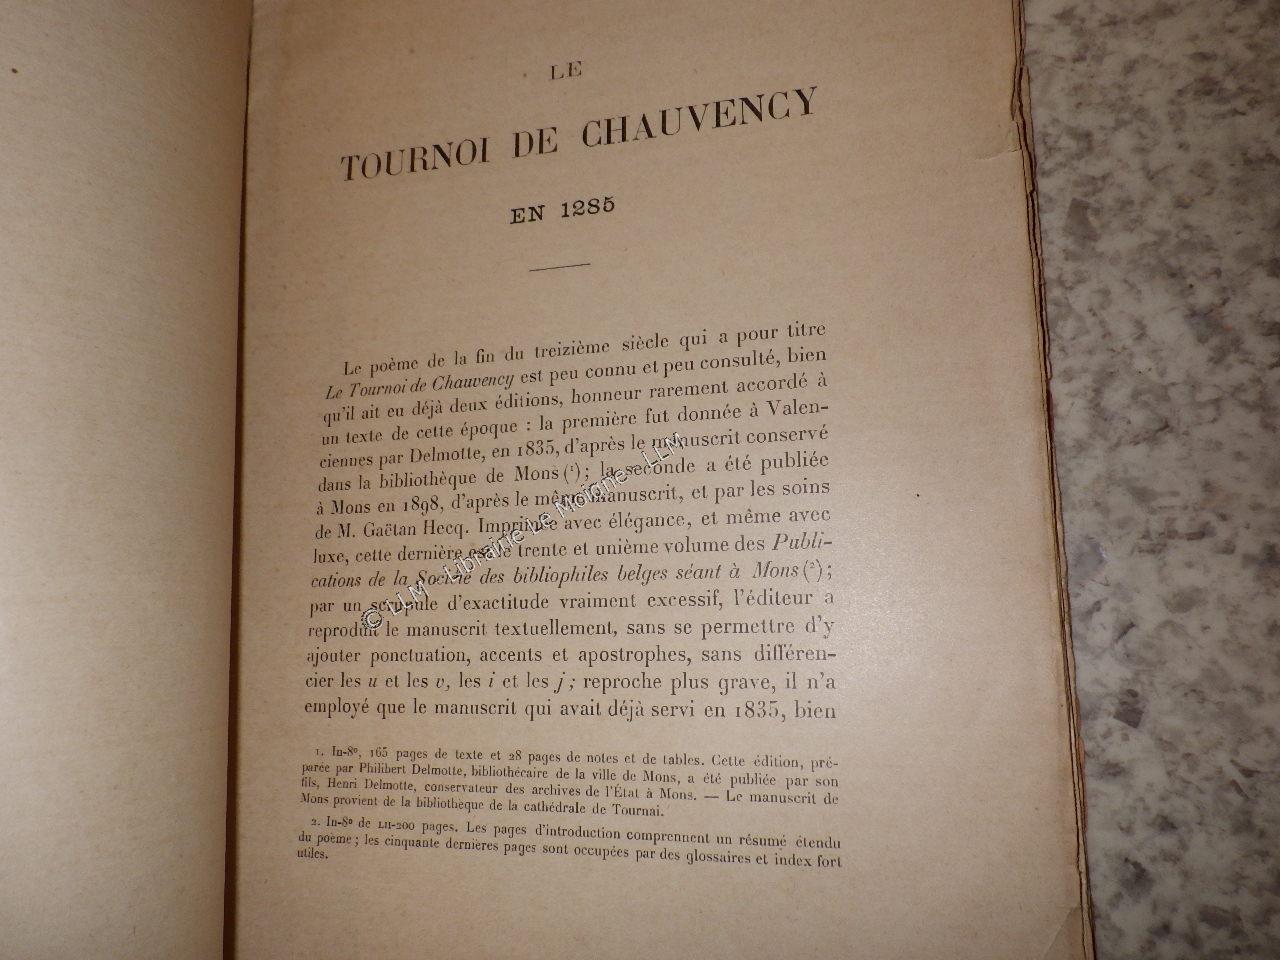 LE
TOURNOI DE CHAUVENCY
EN 1285
Le poème de la fin du treizième siècle qui a pour titre
Le Tournoi de Chauvency est peu connu et peu consulté, bien
qu'il ait eu déjà deux éditions, honneur rarement accordé à
un texte de cette époque : la première fut donnée à Valen-
ciennes par Delmotte, en 1835, d'après le manuscrit conservé
dans la bibliothèque de Mons (¹); la seconde a été publiée
à Mons en 1898, d'après le même manuscrit, et par les soins
de M. Gaëtan Hecq. Imprimée avec élégance, et même avec
luxe, cette dernière est le trente et unième volume des Publi-
cations de la Société des bibliophiles belges séant à Mons (²);
par un scrupule d'exactitude vraiment excessif, l'éditeur a
reproduit le manuscrit textuellement, sans se permettre d'y
ajouter ponctuation, accents et apostrophes, sans différen-
cier les u et les v, les i et les j; reproche plus grave, il n'a
employé que le manuscrit qui avait déjà servi en 1835, bien
1. In-8º, 165 pages de texte et 28 pages de notes et de tables. Cette édition, pré-
parée par Philibert Delmotte, bibliothécaire de la ville de Mons, a été publiée par son
fils, Henri Delmotte, conservateur des archives de l'État à Mons. — Le manuscrit de
Mons provient de la bibliothèque de la cathédrale de Tournai.
2. In-8º de LII-200 pages. Les pages d'introduction comprennent un résumé étendu
du poème; les cinquante dernières pages sont occupées par des glossaires et index fort
utiles.
© LLM - Librairie Le Moigne - LLM